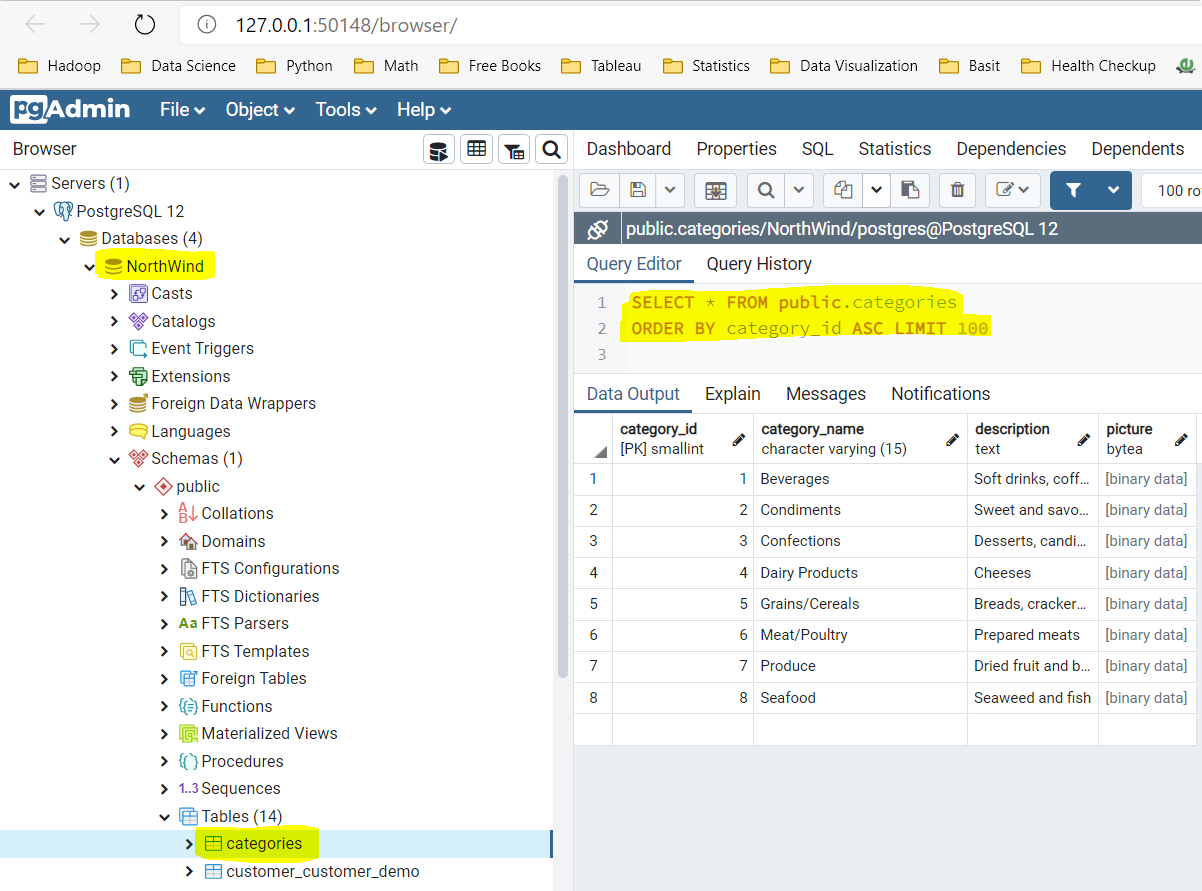 127.0.0.1:50148/browser/
Hadoop Data Science Python Math Free Books Tableau Statistics Data Visualization Basit Health Checkup
pgAdmin File Object Tools Help
Browser
Servers (1)
PostgreSQL 12
Databases (4)
NorthWind
Casts
Catalogs
Event Triggers
Extensions
Foreign Data Wrappers
Languages
Schemas (1)
public
Collations
Domains
FTS Configurations
FTS Dictionaries
Aa FTS Parsers
FTS Templates
Foreign Tables
Functions
Materialized Views
Procedures
1..3 Sequences
Tables (14)
categories
customer_customer_demo
Dashboard Properties SQL Statistics Dependencies Dependents
100 ro
public.categories/NorthWind/postgres@PostgreSQL 12
Query Editor Query History
1 SELECT * FROM public.categories
2 ORDER BY category_id ASC LIMIT 100
3
Data Output Explain Messages Notifications
category_id category_name description picture
[PK] smallint character varying (15) text bytea
1 1 Beverages Soft drinks, coff... [binary data]
2 2 Condiments Sweet and savo... [binary data]
3 3 Confections Desserts, candi... [binary data]
4 4 Dairy Products Cheeses [binary data]
5 5 Grains/Cereals Breads, cracker... [binary data]
6 6 Meat/Poultry Prepared meats [binary data]
7 7 Produce Dried fruit and b... [binary data]
8 8 Seafood Seaweed and fish [binary data]